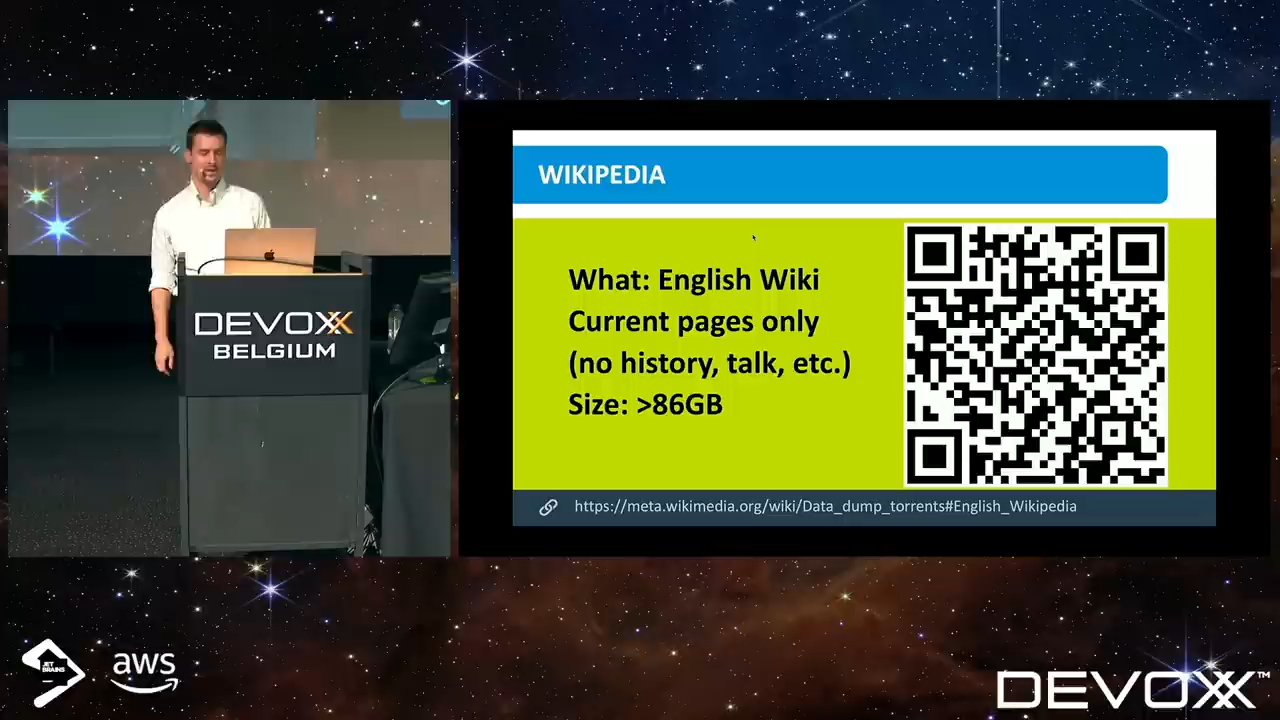 WIKIPEDIA
What: English Wiki
Current pages only
(no history, talk, etc.)
Size: >86GB
https://meta.wikimedia.org/wiki/Data_dump_torrents#English_Wikipedia
DEVOXX
BELGIUM
JET
BRAINS
aws
DEVOXX™